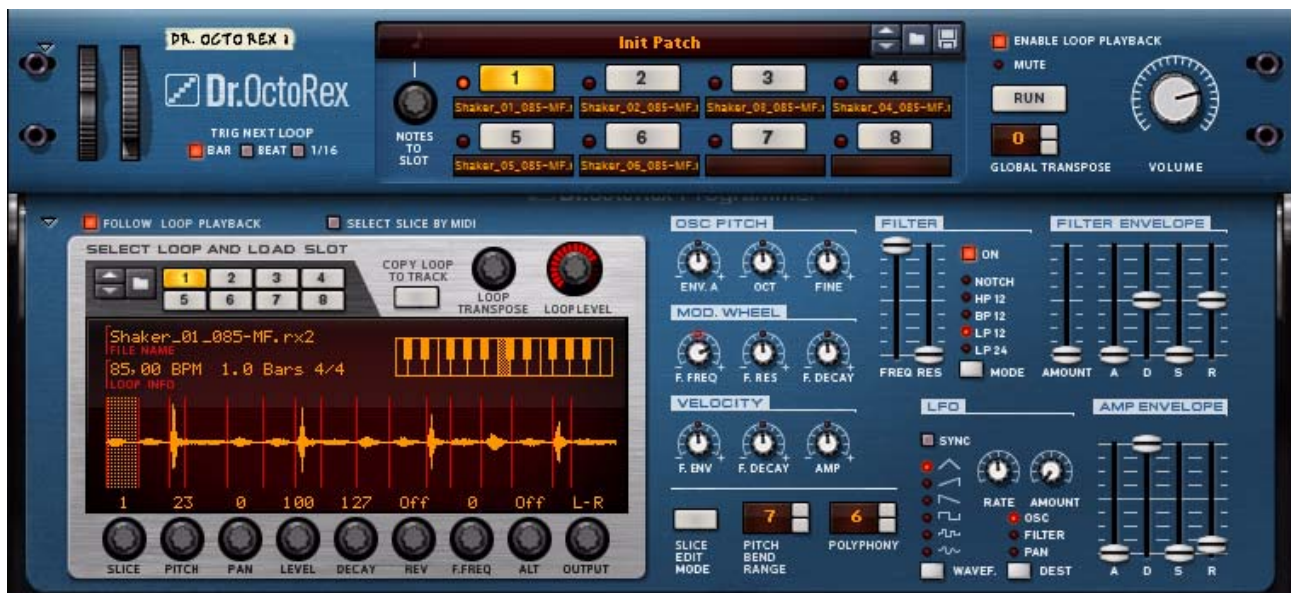 DR. OCTO REX 1
Dr.OctoRex
TRIG NEXT LOOP
BAR BEAT 1/16
Init Patch
NOTES TO SLOT
1 2 3 4
Shaker_01_085-MF. Shaker_02_085-MF. Shaker_03_085-MF. Shaker_04_085-MF.
5 6 7 8
Shaker_05_085-MF. Shaker_06_085-MF.
ENABLE LOOP PLAYBACK
MUTE
RUN
0
GLOBAL TRANSPOSE
VOLUME
FOLLOW LOOP PLAYBACK
SELECT SLICE BY MIDI
SELECT LOOP AND LOAD SLOT
1 2 3 4
5 6 7 8
COPY LOOP
TO TRACK
LOOP
TRANSPOSE
LOOP LEVEL
Shaker_01_085-MF.rx2
FILE NAME
85,00 BPM 1.0 Bars 4/4
LOOP INFO
1 23 0 100 127 Off 0 Off L-R
SLICE PITCH PAN LEVEL DECAY REV F.FREQ ALT OUTPUT
OSC PITCH
ENV. A OCT FINE
MOD. WHEEL
F. FREQ F. RES F. DECAY
VELOCITY
F. ENV F. DECAY AMP
SLICE
EDIT
MODE
7
PITCH
BEND
RANGE
6
POLYPHONY
FILTER
ON
NOTCH
HP 12
BP 12
LP 12
LP 24
FREQ RES MODE
FILTER ENVELOPE
AMOUNT A D S R
LFO
SYNC
RATE AMOUNT
OSC
FILTER
PAN
WAVEF. DEST
AMP ENVELOPE
A D S R